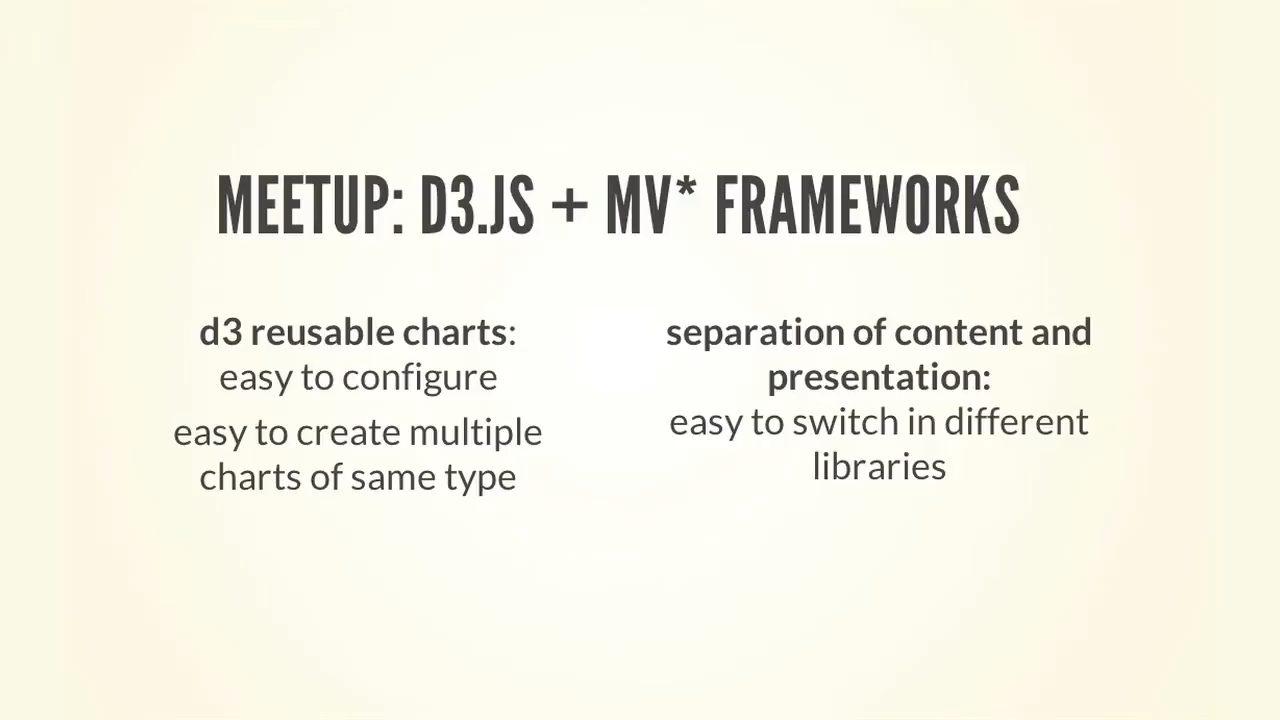 MEETUP: D3.JS + MV* FRAMEWORKS
d3 reusable charts:
easy to configure
easy to create multiple
charts of same type
separation of content and
presentation:
easy to switch in different
libraries